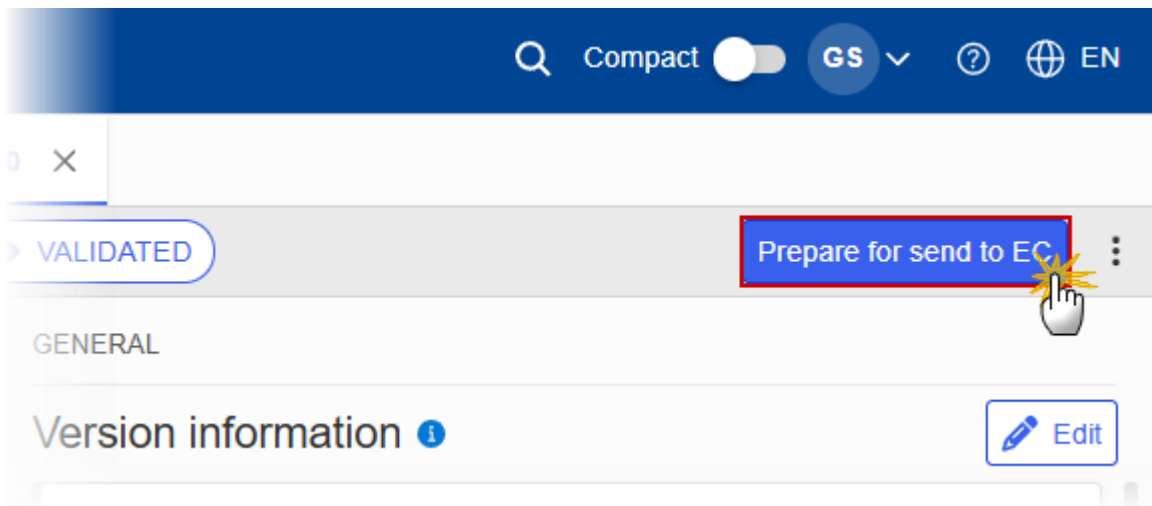 Compact GS EN
VALIDATED Prepare for send to EC
GENERAL
Version information
Edit